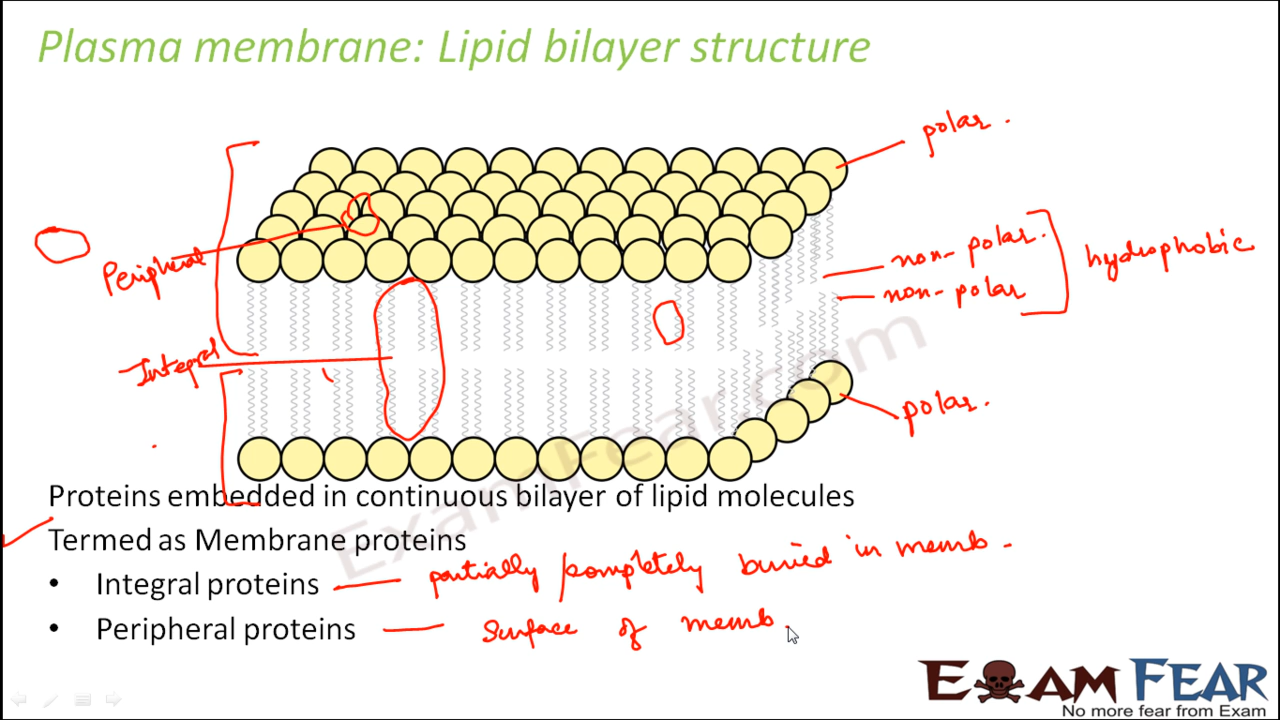 Plasma membrane: Lipid bilayer structure
polar.
Peripheral
non-polar.
non-polar
hydrophobic
Integral
polar.
ExamFear.com
Proteins embedded in continuous bilayer of lipid molecules
Termed as Membrane proteins
• Integral proteins — partially/completely buried in memb.
• Peripheral proteins — Surface of memb.
EXAM FEAR
No more fear from Exam